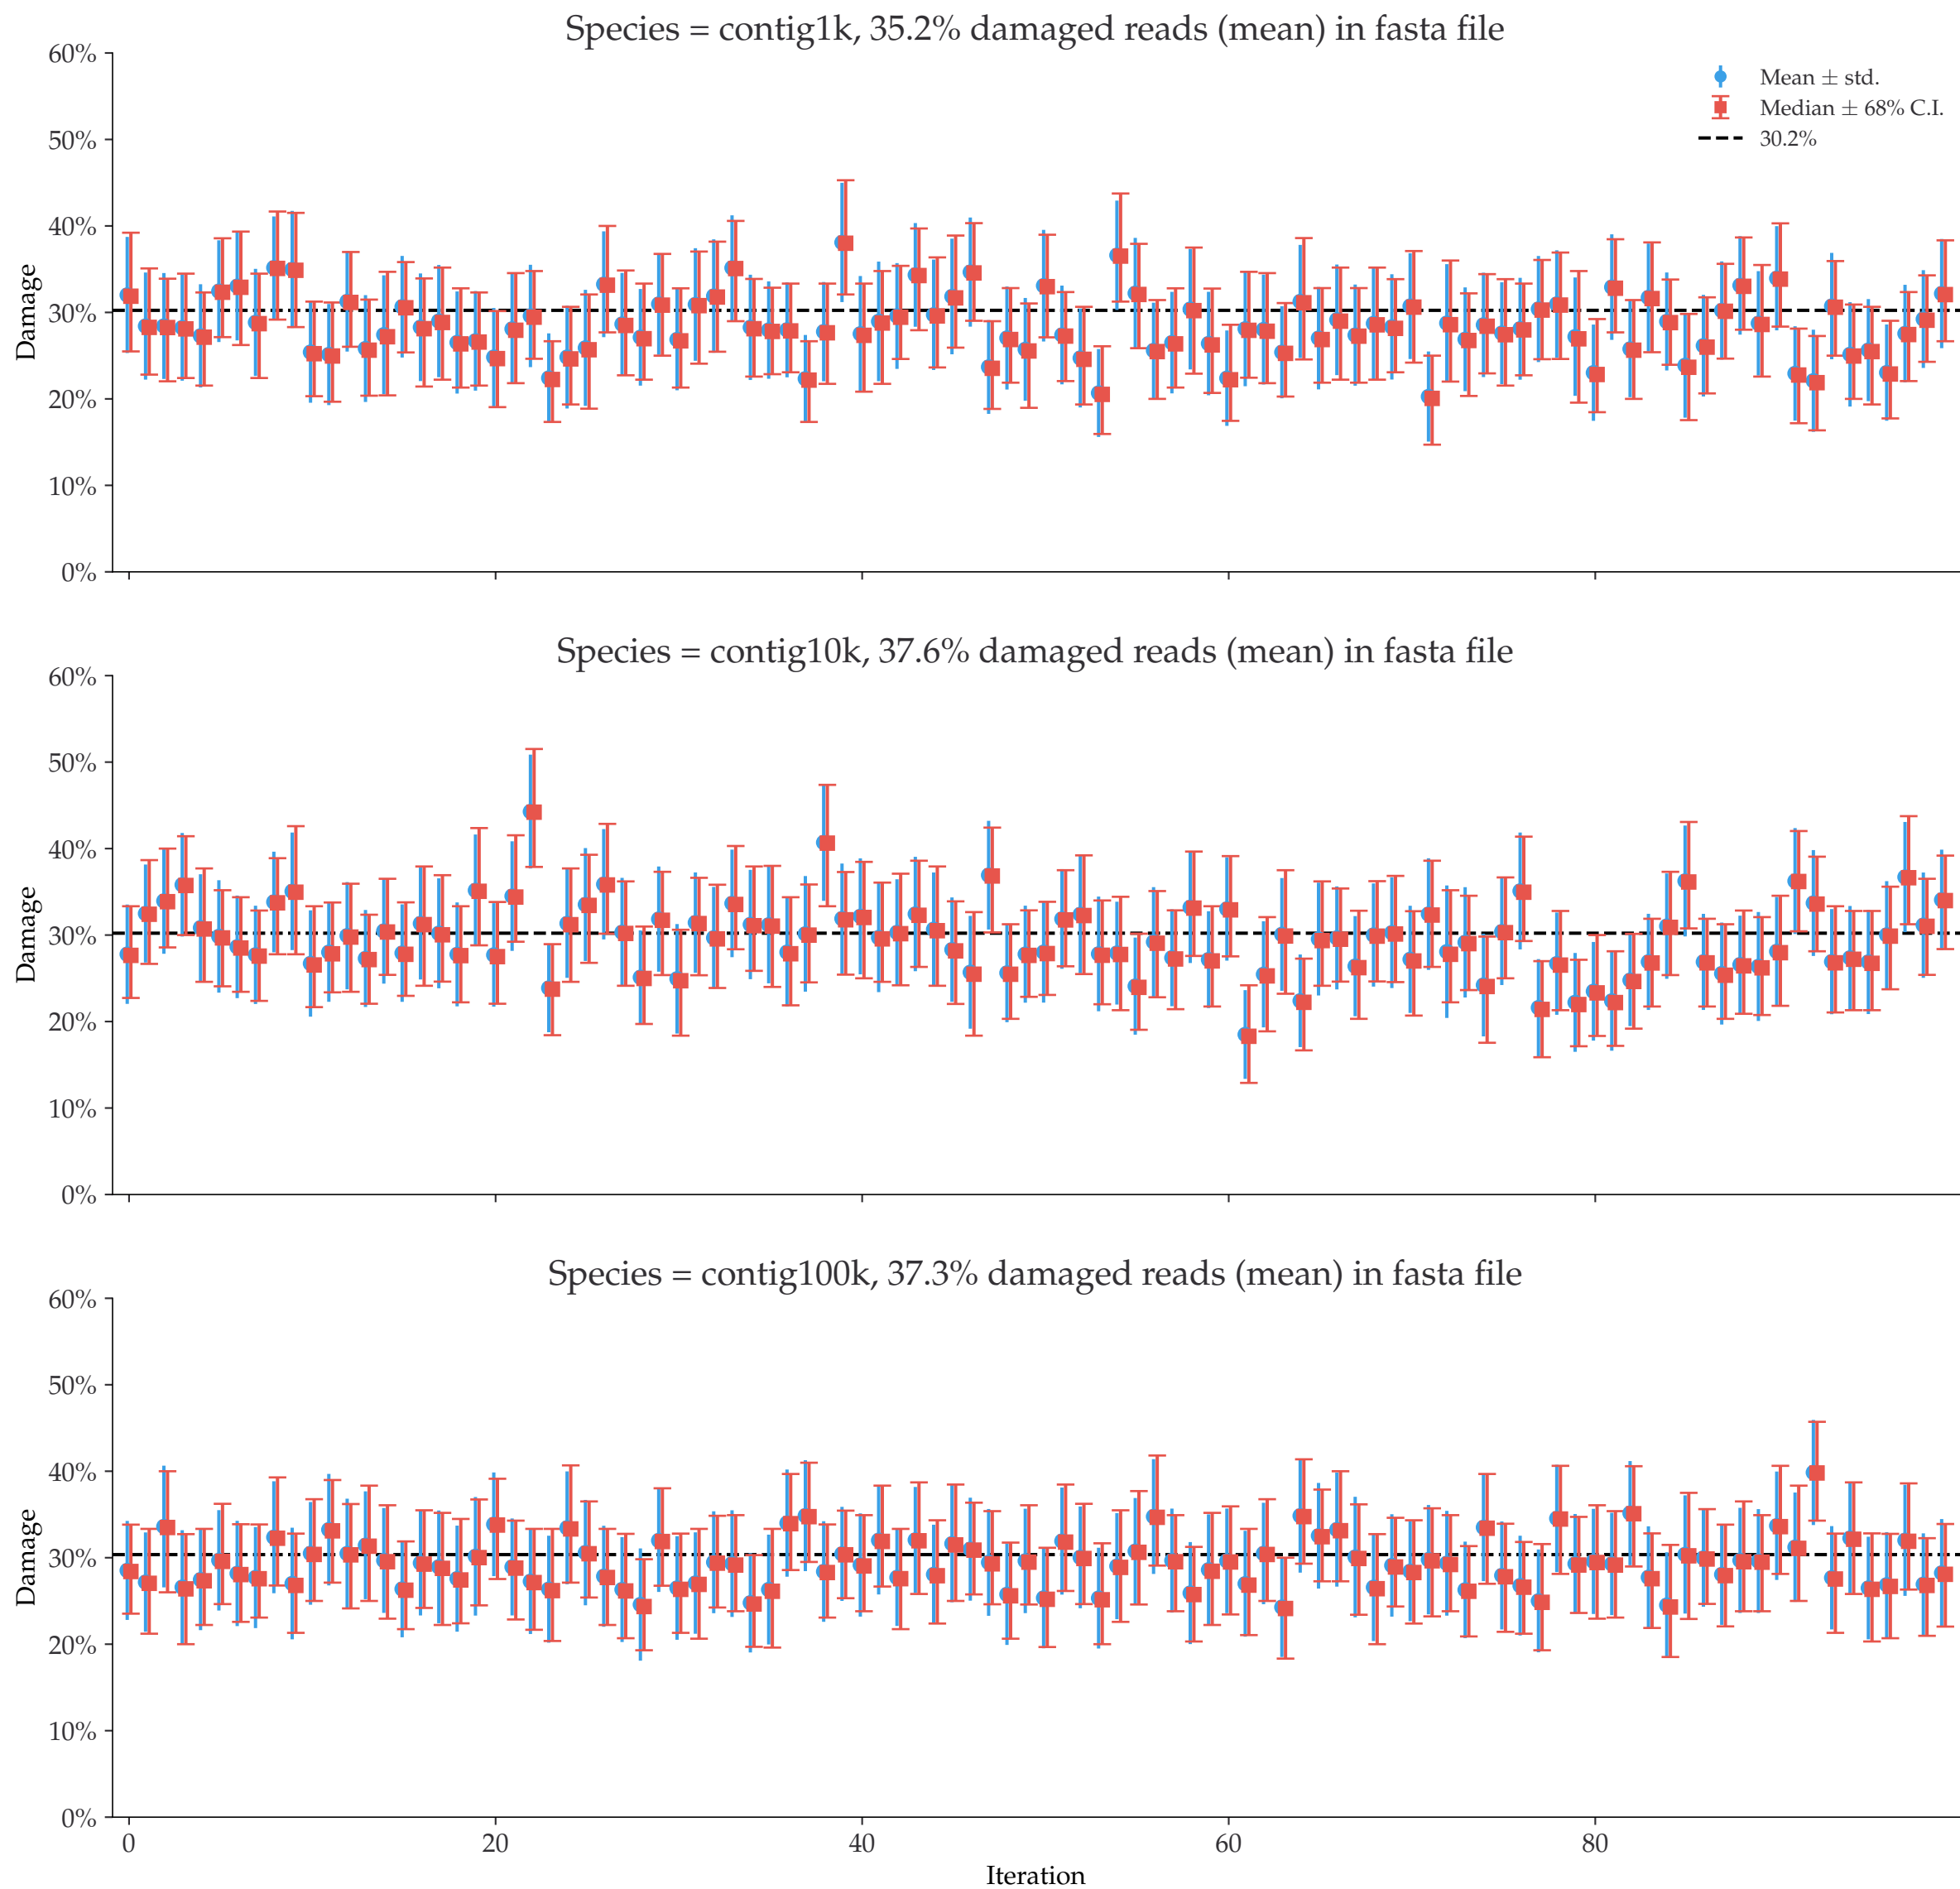 Species = contig1k, 35.2% damaged reads (mean) in fasta file
60%
50%
40%
30%
20%
10%
0%
Damage
Mean ± std.
Median ± 68% C.I.
30.2%
Species = contig10k, 37.6% damaged reads (mean) in fasta file
60%
50%
40%
30%
20%
10%
0%
Damage
Species = contig100k, 37.3% damaged reads (mean) in fasta file
60%
50%
40%
30%
20%
10%
0%
Damage
0 20 40 60 80
Iteration